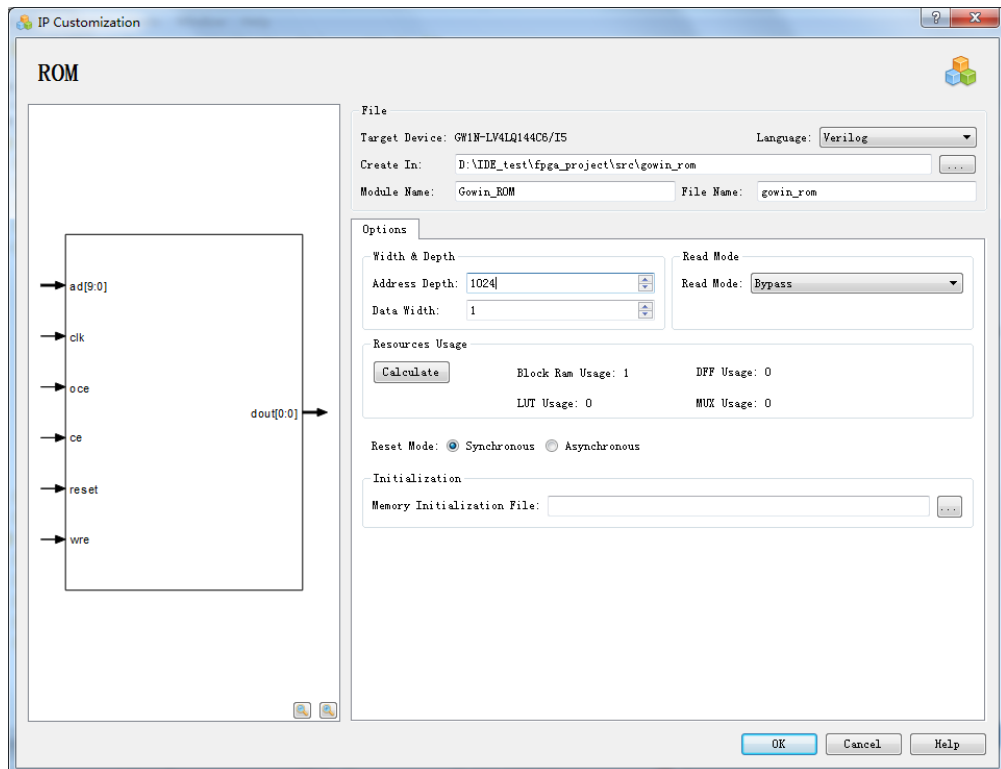 IP Customization
ROM
File
Target Device: GW1N-LV4LQ144C6/I5 Language: Verilog
Create In: D:\IDE_test\fpga_project\src\gowin_rom ...
Module Name: Gowin_ROM File Name: gowin_rom
Options
Width & Depth Read Mode
Address Depth: 1024 Read Mode: Bypass
Data Width: 1
Resources Usage
Calculate Block Ram Usage: 1 DFF Usage: 0
LUT Usage: 0 MUX Usage: 0
Reset Mode: Synchronous Asynchronous
Initialization
Memory Initialization File: ...
ad[9:0]
clk
oce
dout[0:0]
ce
reset
wre
OK Cancel Help